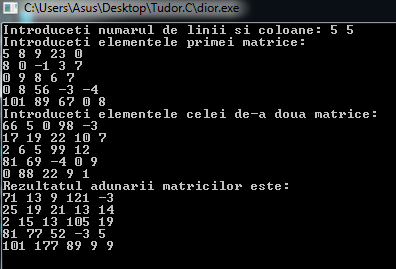 C:\Users\Asus\Desktop\Tudor.C\dior.exe
Introduceti numarul de linii si coloane: 5 5
Introduceti elementele primei matrice:
5 8 9 23 0
8 0 -1 3 7
0 9 8 6 7
0 8 56 -3 -4
101 89 67 0 8
Introduceti elementele celei de-a doua matrice:
66 5 0 98 -3
17 19 22 10 7
2 6 5 99 12
81 69 -4 0 9
0 88 22 9 1
Rezultatul adunarii matricilor este:
71 13 9 121 -3
25 19 21 13 14
2 15 13 105 19
81 77 52 -3 5
101 177 89 9 9